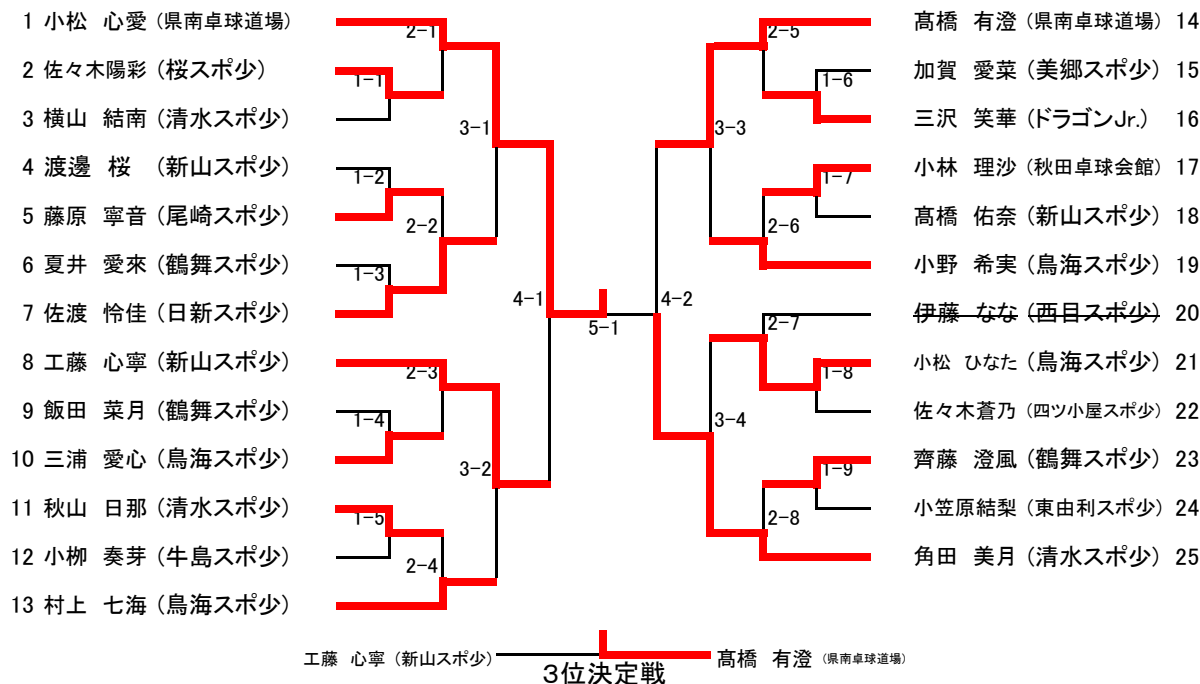 1 小松 心愛 (県南卓球道場)
2 佐々木陽彩 (桜スポ少)
3 横山 結南 (清水スポ少)
4 渡邊 桜 (新山スポ少)
5 藤原 寧音 (尾崎スポ少)
6 夏井 愛來 (鶴舞スポ少)
7 佐渡 怜佳 (日新スポ少)
8 工藤 心寧 (新山スポ少)
9 飯田 菜月 (鶴舞スポ少)
10 三浦 愛心 (鳥海スポ少)
11 秋山 日那 (清水スポ少)
12 小栁 奏芽 (牛島スポ少)
13 村上 七海 (鳥海スポ少)
2-1
1-1
3-1
1-2
2-2
1-3
4-1
2-3
1-4
3-2
1-5
2-4
5-1
2-5
1-6
3-3
1-7
2-6
4-2
2-7
1-8
3-4
1-9
2-8
髙橋 有澄 (県南卓球道場) 14
加賀 愛菜 (美郷スポ少) 15
三沢 笑華 (ドラゴンJr.) 16
小林 理沙 (秋田卓球会館) 17
髙橋 佑奈 (新山スポ少) 18
小野 希実 (鳥海スポ少) 19
伊藤 なな (西目スポ少) 20
小松 ひなた (鳥海スポ少) 21
佐々木蒼乃 (四ツ小屋スポ少) 22
齊藤 澄風 (鶴舞スポ少) 23
小笠原結梨 (東由利スポ少) 24
角田 美月 (清水スポ少) 25
工藤 心寧 (新山スポ少)
髙橋 有澄 (県南卓球道場)
3位決定戦